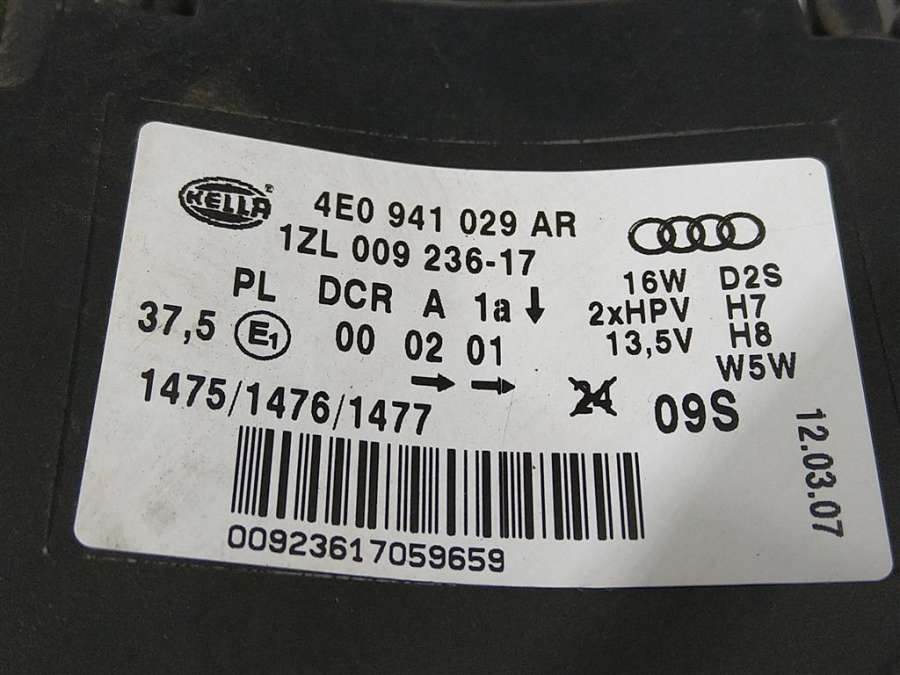 HELLA
4E0 941 029 AR
1ZL 009 236-17
PL DCR A 1a ↓
37,5 E1 00 02 01
→ →
1475/1476/1477
16W D2S
2xHPV H7
13,5V H8
W5W
24 09S
12.03.07
00923617059659